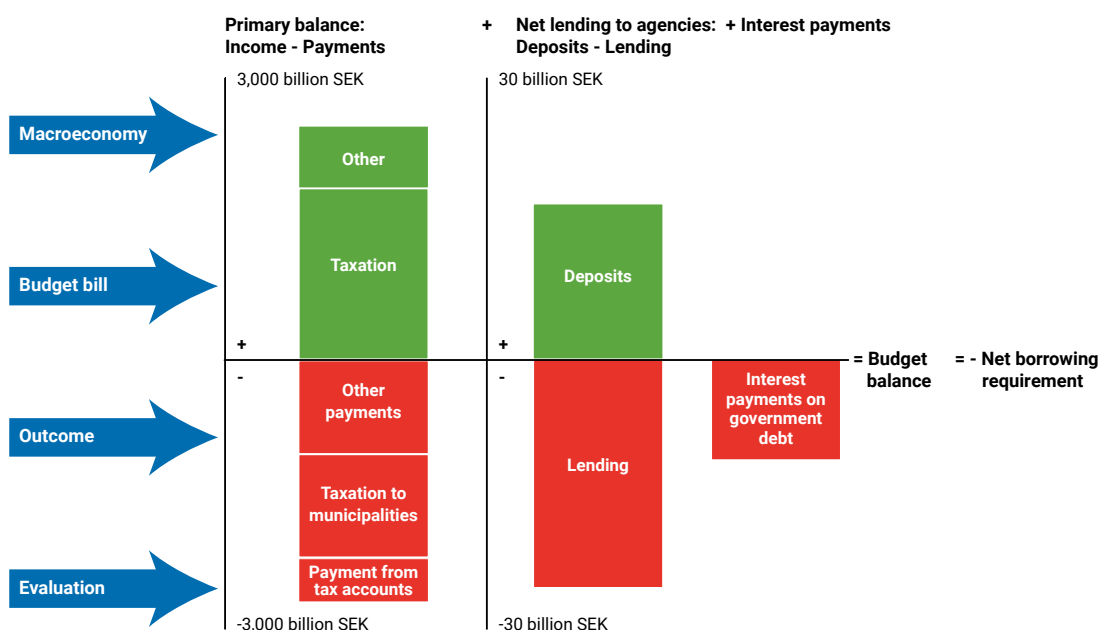 Primary balance:
Income - Payments
+ Net lending to agencies: + Interest payments
Deposits - Lending
3,000 billion SEK
30 billion SEK
Macroeconomy
Other
Taxation
Deposits
Budget bill
+
+
= Budget
balance
= - Net borrowing
requirement
-
-
Other
payments
Interest
payments on
government
debt
Outcome
Lending
Taxation to
municipalities
Payment from
tax accounts
Evaluation
-3,000 billion SEK
-30 billion SEK